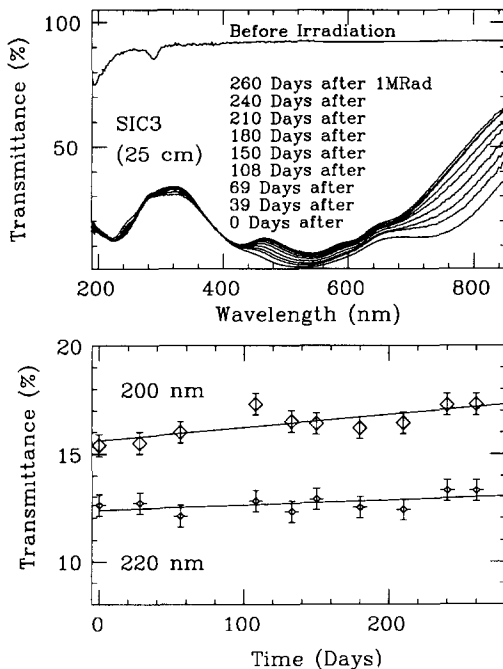 100
50
Transmittance (%)
Before Irradiation
260 Days after 1MRad
240 Days after
210 Days after
180 Days after
150 Days after
108 Days after
69 Days after
39 Days after
0 Days after
SIC3
(25 cm)
200 400 600 800
Wavelength (nm)
20
15
10
Transmittance (%)
200 nm
220 nm
0 100 200
Time (Days)